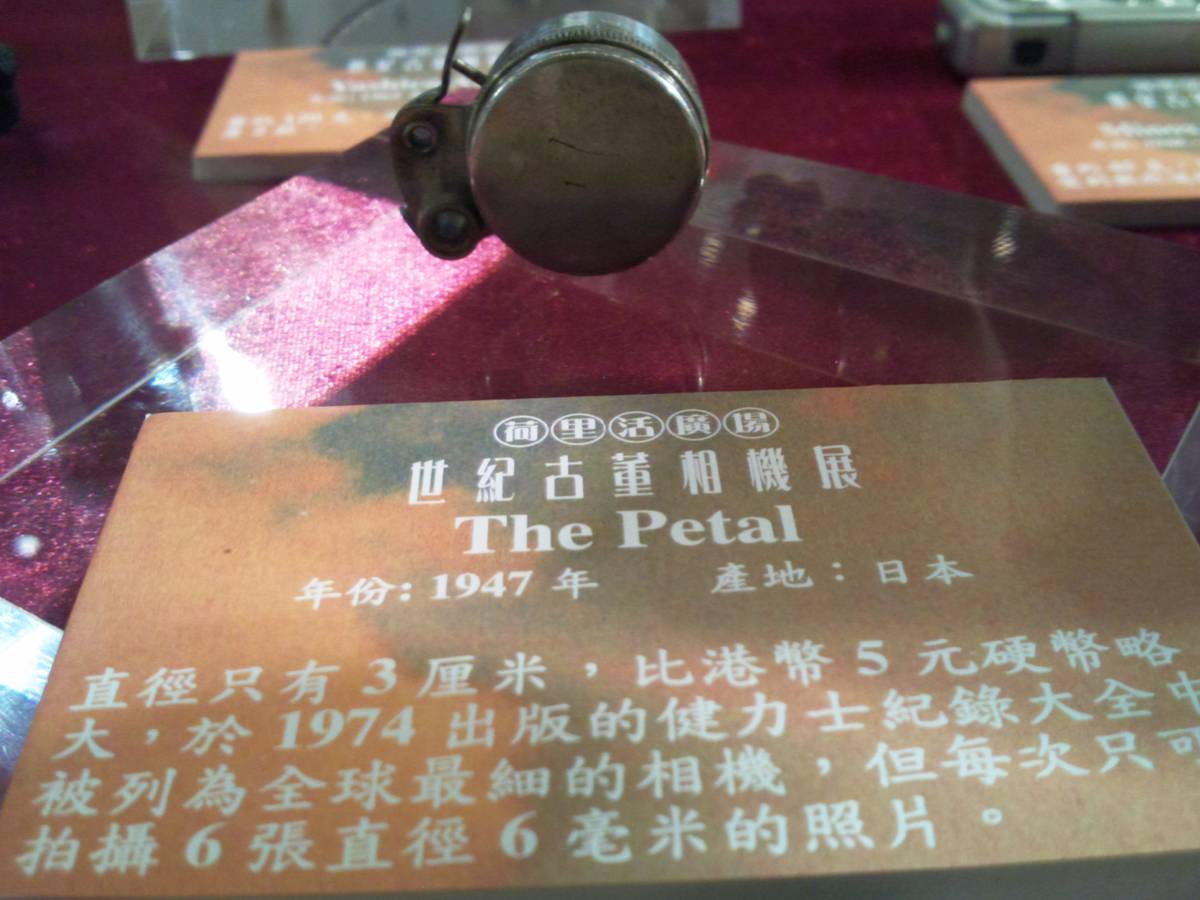 荷里活廣場
世紀古董相機展
The Petal
年份: 1947 年 產地：日本
直徑只有 3 厘米，比港幣 5 元硬幣略
大，於 1974 出版的健力士紀錄大全中
被列為全球最細的相機，但每次只可
拍攝 6 張直徑 6 毫米的照片。